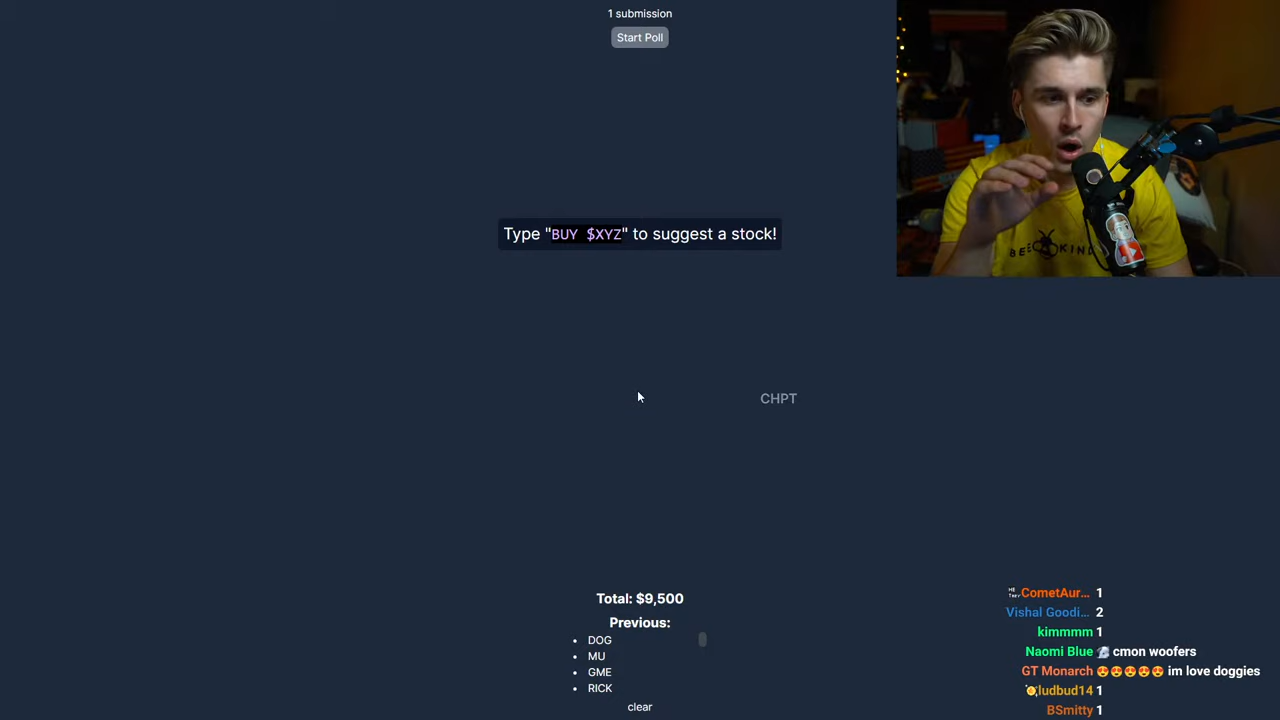 1 submission
Start Poll
Type "BUY $XYZ" to suggest a stock!
BEE KIND
CHPT
Total: $9,500
Previous:
• DOG
• MU
• GME
• RICK
clear
CometAur... 1
Vishal Goodi... 2
kimmmm 1
Naomi Blue cmon woofers
GT Monarch 😍😍😍😍😍 im love doggies
ludbud14 1
BSmitty 1